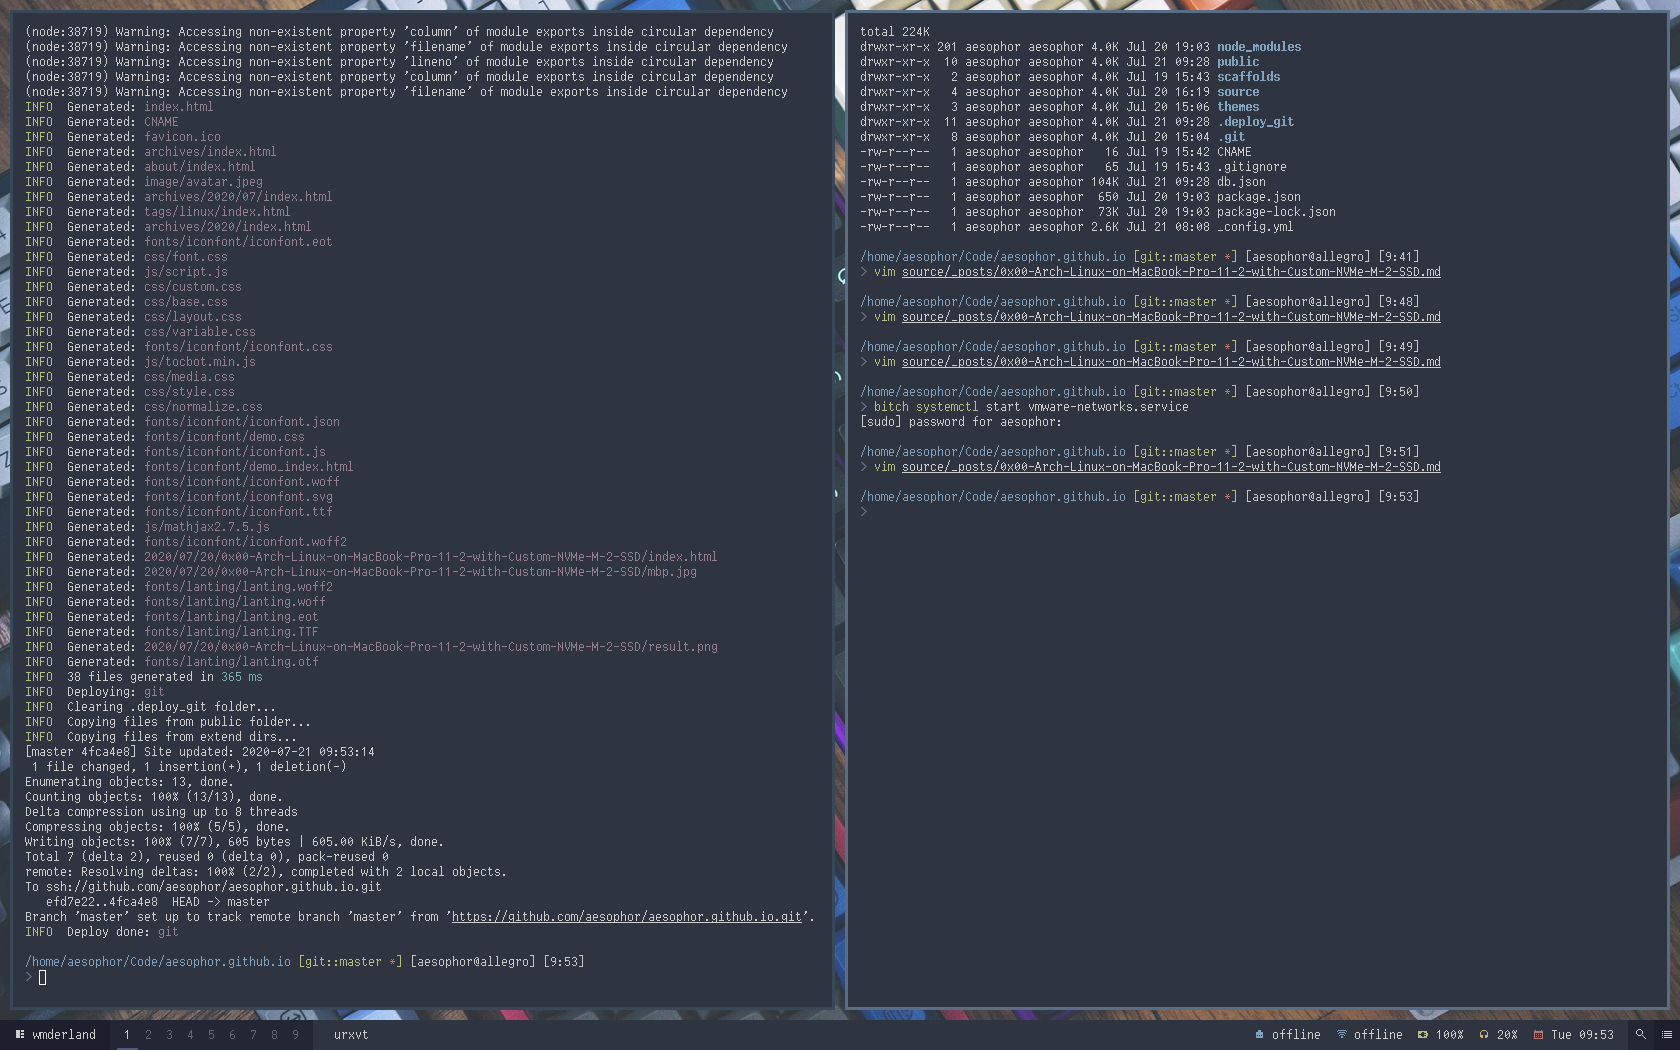 (node:38719) Warning: Accessing non-existent property 'column' of module exports inside circular dependency
(node:38719) Warning: Accessing non-existent property 'filename' of module exports inside circular dependency
(node:38719) Warning: Accessing non-existent property 'lineno' of module exports inside circular dependency
(node:38719) Warning: Accessing non-existent property 'column' of module exports inside circular dependency
(node:38719) Warning: Accessing non-existent property 'filename' of module exports inside circular dependency
INFO  Generated: index.html
INFO  Generated: CNAME
INFO  Generated: favicon.ico
INFO  Generated: archives/index.html
INFO  Generated: about/index.html
INFO  Generated: image/avatar.jpeg
INFO  Generated: archives/2020/07/index.html
INFO  Generated: tags/linux/index.html
INFO  Generated: archives/2020/index.html
INFO  Generated: fonts/iconfont/iconfont.eot
INFO  Generated: css/font.css
INFO  Generated: js/script.js
INFO  Generated: css/custom.css
INFO  Generated: css/base.css
INFO  Generated: css/layout.css
INFO  Generated: css/variable.css
INFO  Generated: fonts/iconfont/iconfont.css
INFO  Generated: js/tocbot.min.js
INFO  Generated: css/media.css
INFO  Generated: css/style.css
INFO  Generated: css/normalize.css
INFO  Generated: fonts/iconfont/iconfont.json
INFO  Generated: fonts/iconfont/demo.css
INFO  Generated: fonts/iconfont/iconfont.js
INFO  Generated: fonts/iconfont/demo_index.html
INFO  Generated: fonts/iconfont/iconfont.woff
INFO  Generated: fonts/iconfont/iconfont.svg
INFO  Generated: fonts/iconfont/iconfont.ttf
INFO  Generated: js/mathjax2.7.5.js
INFO  Generated: fonts/iconfont/iconfont.woff2
INFO  Generated: 2020/07/20/0x00-Arch-Linux-on-MacBook-Pro-11-2-with-Custom-NVMe-M-2-SSD/index.html
INFO  Generated: 2020/07/20/0x00-Arch-Linux-on-MacBook-Pro-11-2-with-Custom-NVMe-M-2-SSD/mbp.jpg
INFO  Generated: fonts/lanting/lanting.woff2
INFO  Generated: fonts/lanting/lanting.woff
INFO  Generated: fonts/lanting/lanting.eot
INFO  Generated: fonts/lanting/lanting.TTF
INFO  Generated: 2020/07/20/0x00-Arch-Linux-on-MacBook-Pro-11-2-with-Custom-NVMe-M-2-SSD/result.png
INFO  Generated: fonts/lanting/lanting.otf
INFO  38 files generated in 365 ms
INFO  Deploying: git
INFO  Clearing .deploy_git folder...
INFO  Copying files from public folder...
INFO  Copying files from extend dirs...
[master 4fca4e8] Site updated: 2020-07-21 09:53:14
 1 file changed, 1 insertion(+), 1 deletion(-)
Enumerating objects: 13, done.
Counting objects: 100% (13/13), done.
Delta compression using up to 8 threads
Compressing objects: 100% (5/5), done.
Writing objects: 100% (7/7), 605 bytes | 605.00 KiB/s, done.
Total 7 (delta 2), reused 0 (delta 0), pack-reused 0
remote: Resolving deltas: 100% (2/2), completed with 2 local objects.
To ssh://github.com/aesophor/aesophor.github.io.git
   efd7e22..4fca4e8  HEAD -> master
Branch 'master' set up to track remote branch 'master' from 'https://github.com/aesophor/aesophor.github.io.git'.
INFO  Deploy done: git
/home/aesophor/Code/aesophor.github.io [git::master *] [aesophor@allegro] [9:53]
>
total 224K
drwxr-xr-x 201 aesophor aesophor 4.0K Jul 20 19:03 node_modules
drwxr-xr-x  10 aesophor aesophor 4.0K Jul 21 09:28 public
drwxr-xr-x   2 aesophor aesophor 4.0K Jul 19 15:43 scaffolds
drwxr-xr-x   4 aesophor aesophor 4.0K Jul 20 16:19 source
drwxr-xr-x   3 aesophor aesophor 4.0K Jul 20 15:06 themes
drwxr-xr-x  11 aesophor aesophor 4.0K Jul 21 09:28 .deploy_git
drwxr-xr-x   8 aesophor aesophor 4.0K Jul 20 15:04 .git
-rw-r--r--   1 aesophor aesophor   16 Jul 19 15:42 CNAME
-rw-r--r--   1 aesophor aesophor   65 Jul 19 15:43 .gitignore
-rw-r--r--   1 aesophor aesophor 104K Jul 21 09:28 db.json
-rw-r--r--   1 aesophor aesophor  650 Jul 20 19:03 package.json
-rw-r--r--   1 aesophor aesophor  73K Jul 20 19:03 package-lock.json
-rw-r--r--   1 aesophor aesophor 2.6K Jul 21 08:08 _config.yml
/home/aesophor/Code/aesophor.github.io [git::master *] [aesophor@allegro] [9:41]
> vim source/_posts/0x00-Arch-Linux-on-MacBook-Pro-11-2-with-Custom-NVMe-M-2-SSD.md
/home/aesophor/Code/aesophor.github.io [git::master *] [aesophor@allegro] [9:48]
> vim source/_posts/0x00-Arch-Linux-on-MacBook-Pro-11-2-with-Custom-NVMe-M-2-SSD.md
/home/aesophor/Code/aesophor.github.io [git::master *] [aesophor@allegro] [9:49]
> vim source/_posts/0x00-Arch-Linux-on-MacBook-Pro-11-2-with-Custom-NVMe-M-2-SSD.md
/home/aesophor/Code/aesophor.github.io [git::master *] [aesophor@allegro] [9:50]
> bitch systemctl start vmware-networks.service
[sudo] password for aesophor:
/home/aesophor/Code/aesophor.github.io [git::master *] [aesophor@allegro] [9:51]
> vim source/_posts/0x00-Arch-Linux-on-MacBook-Pro-11-2-with-Custom-NVMe-M-2-SSD.md
/home/aesophor/Code/aesophor.github.io [git::master *] [aesophor@allegro] [9:53]
>
wmderland 1 2 3 4 5 6 7 8 9 urxvt offline offline 100% 20% Tue 09:53